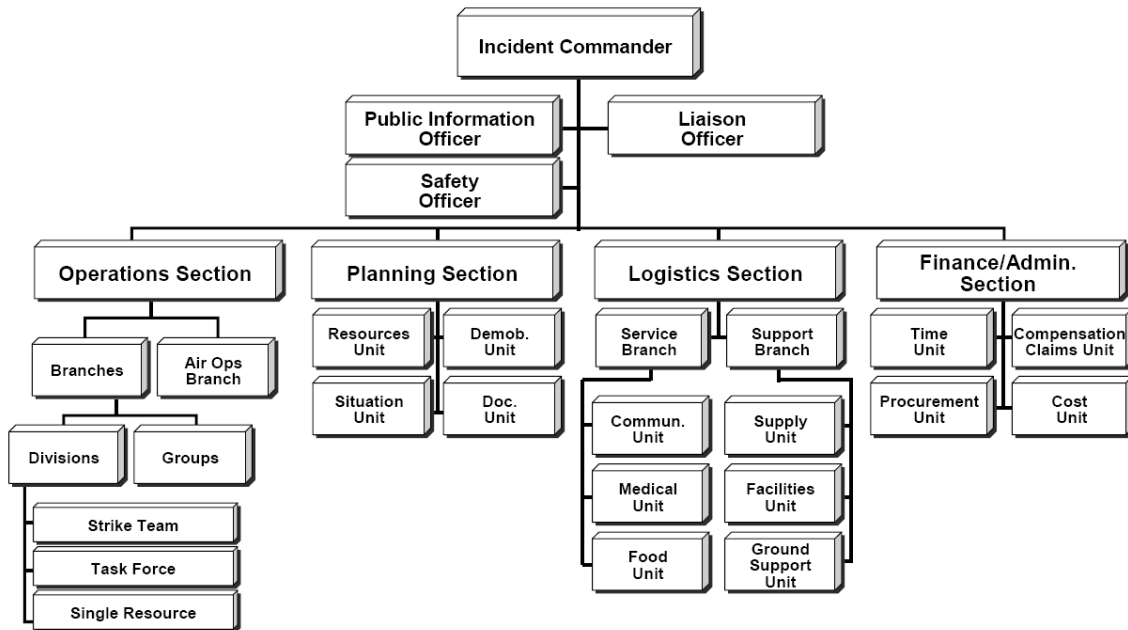 Incident Commander
Public Information
Officer
Liaison
Officer
Safety
Officer
Operations Section
Planning Section
Logistics Section
Finance/Admin.
Section
Branches
Air Ops
Branch
Divisions
Groups
Strike Team
Task Force
Single Resource
Resources
Unit
Demob.
Unit
Situation
Unit
Doc.
Unit
Service
Branch
Support
Branch
Commun.
Unit
Supply
Unit
Medical
Unit
Facilities
Unit
Food
Unit
Ground
Support
Unit
Time
Unit
Compensation
Claims Unit
Procurement
Unit
Cost
Unit